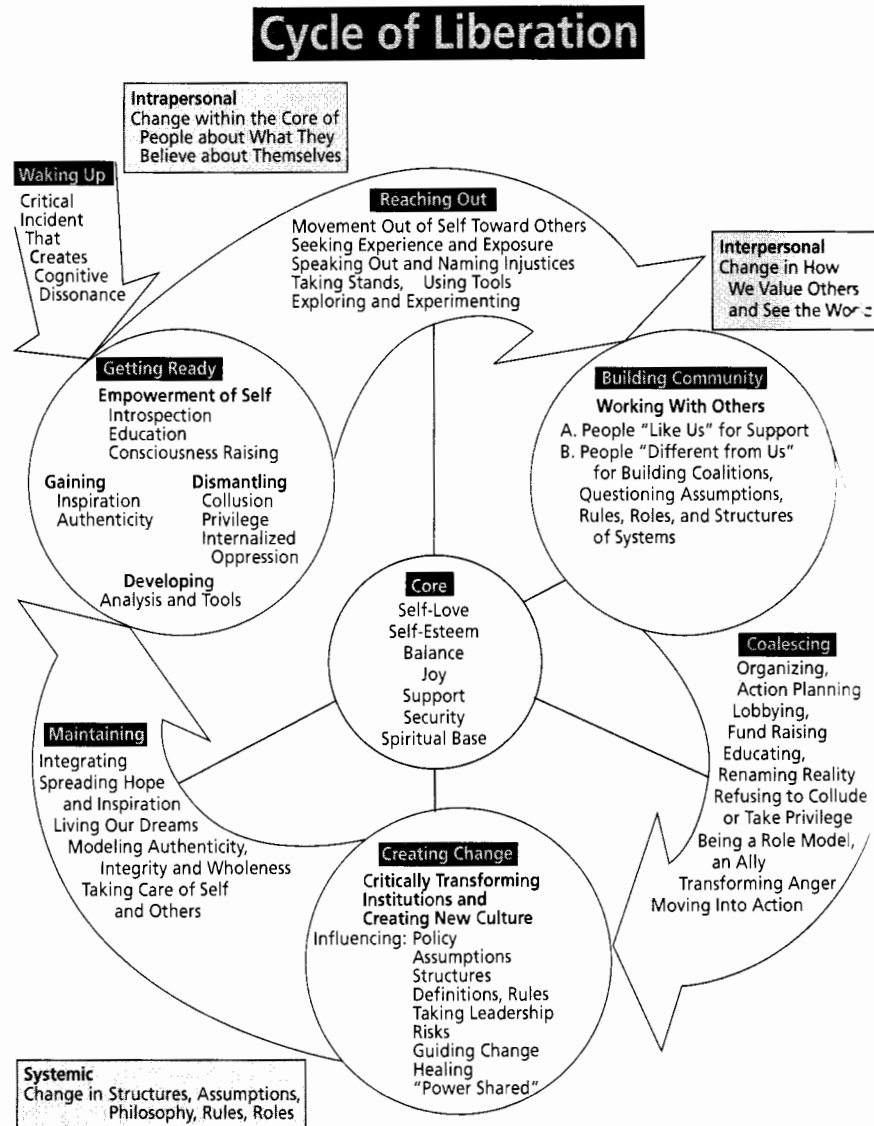 Cycle of Liberation
Intrapersonal
Change within the Core of
People about What They
Believe about Themselves
Waking Up
Critical
Incident
That
Creates
Cognitive
Dissonance
Reaching Out
Movement Out of Self Toward Others
Seeking Experience and Exposure
Speaking Out and Naming Injustices
Taking Stands, Using Tools
Exploring and Experimenting
Interpersonal
Change in How
We Value Others
and See the
Getting Ready
Empowerment of Self
Introspection
Education
Consciousness Raising
Gaining
Inspiration
Authenticity
Dismantling
Collusion
Privilege
Internalized
Oppression
Developing
Analysis and Tools
Building Community
Working With Others
A. People "Like Us" for Support
B. People "Different from Us"
for Building Coalitions,
Questioning Assumptions,
Rules, Roles, and Structures
of Systems
Core
Self-Love
Self-Esteem
Balance
Joy
Support
Security
Spiritual Base
Coalescing
Organizing,
Action Planning
Lobbying,
Fund Raising
Educating,
Renaming Reality
Refusing to Collude
or Take Privilege
Being a Role Model,
an Ally
Transforming Anger
Moving Into Action
Maintaining
Integrating
Spreading Hope
and Inspiration
Living Our Dreams
Modeling Authenticity,
Integrity and Wholeness
Taking Care of Self
and Others
Creating Change
Critically Transforming
Institutions and
Creating New Culture
Influencing: Policy
Assumptions
Structures
Definitions, Rules
Taking Leadership
Risks
Guiding Change
Healing
"Power Shared"
Systemic
Change in Structures, Assumptions,
Philosophy, Rules, Roles